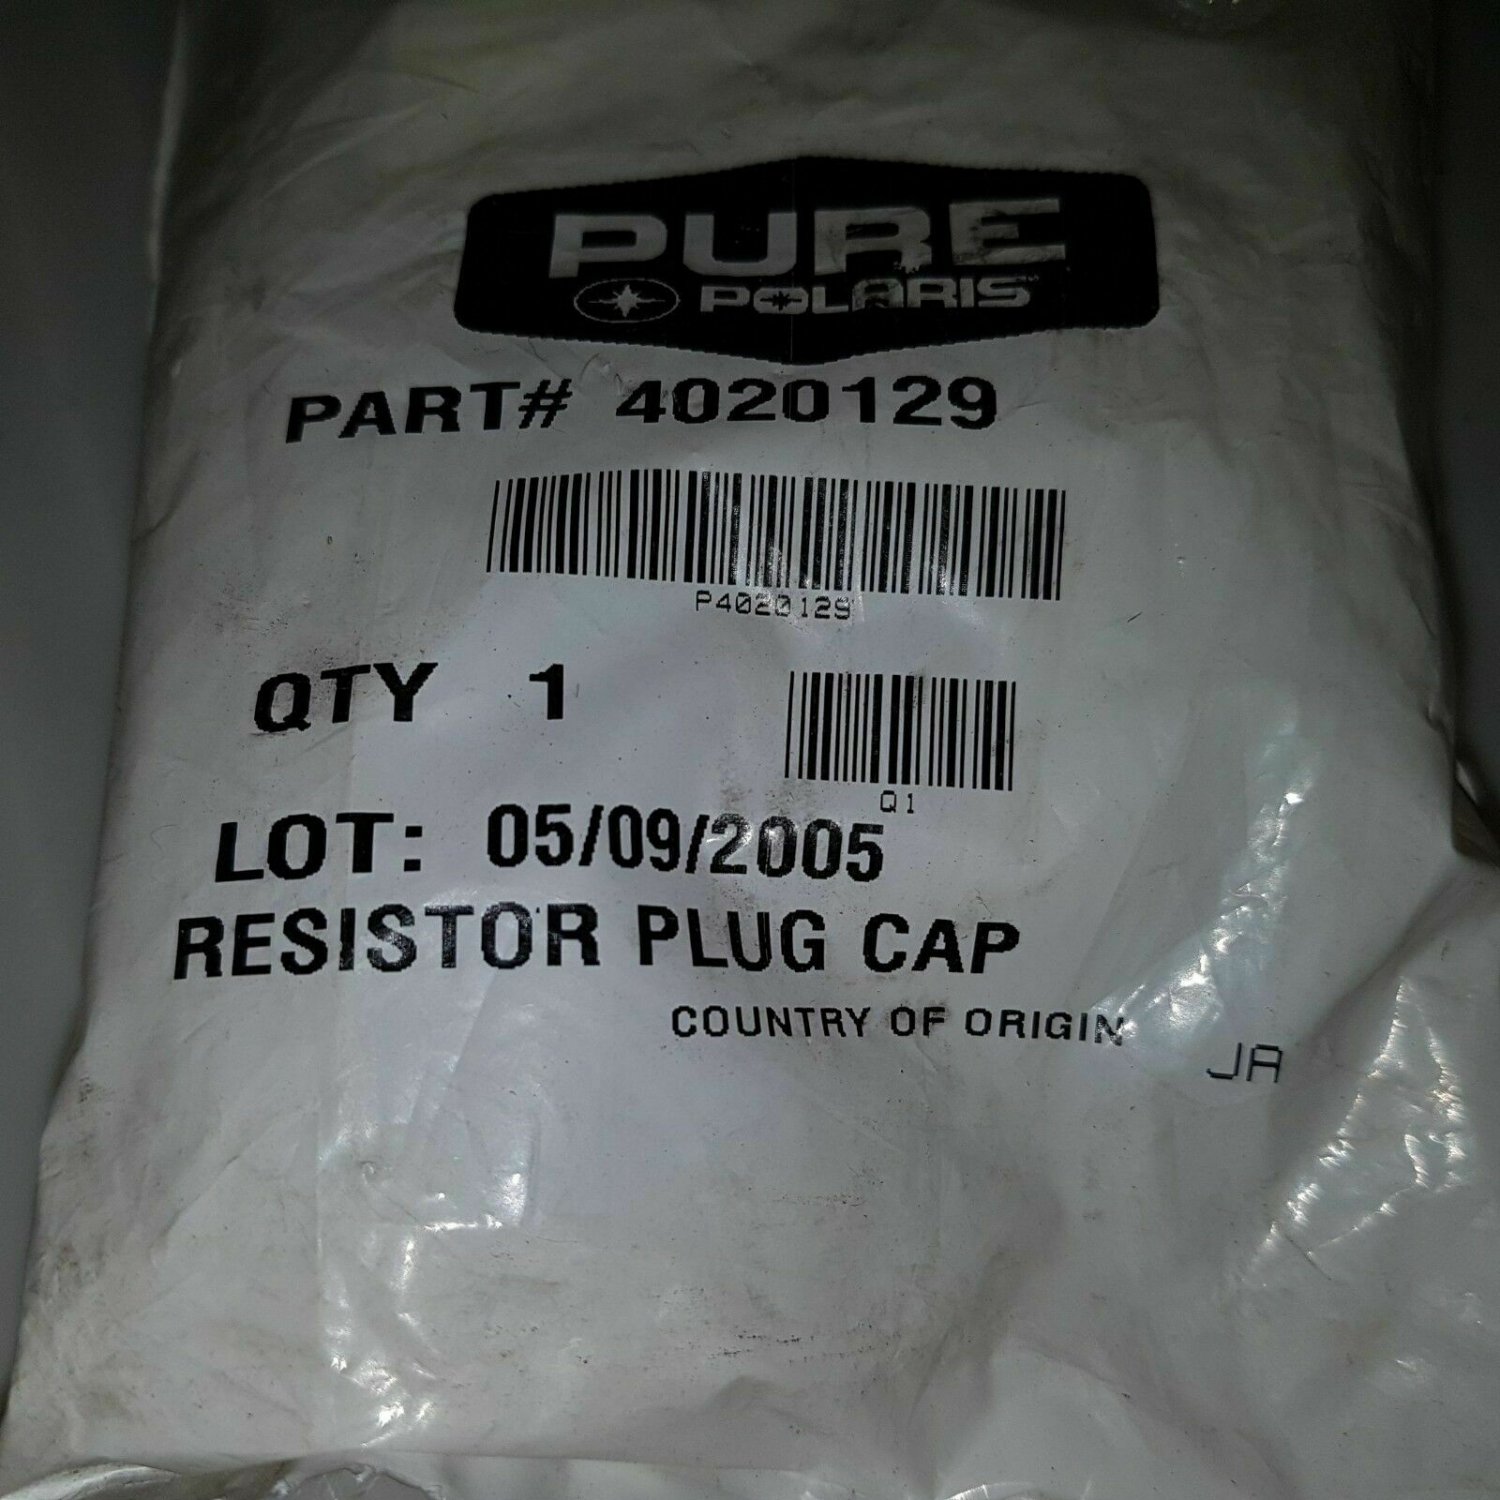 PURE
POLARIS
PART# 4020129
P4020129
QTY 1
Q1
LOT: 05/09/2005
RESISTOR PLUG CAP
COUNTRY OF ORIGIN JA